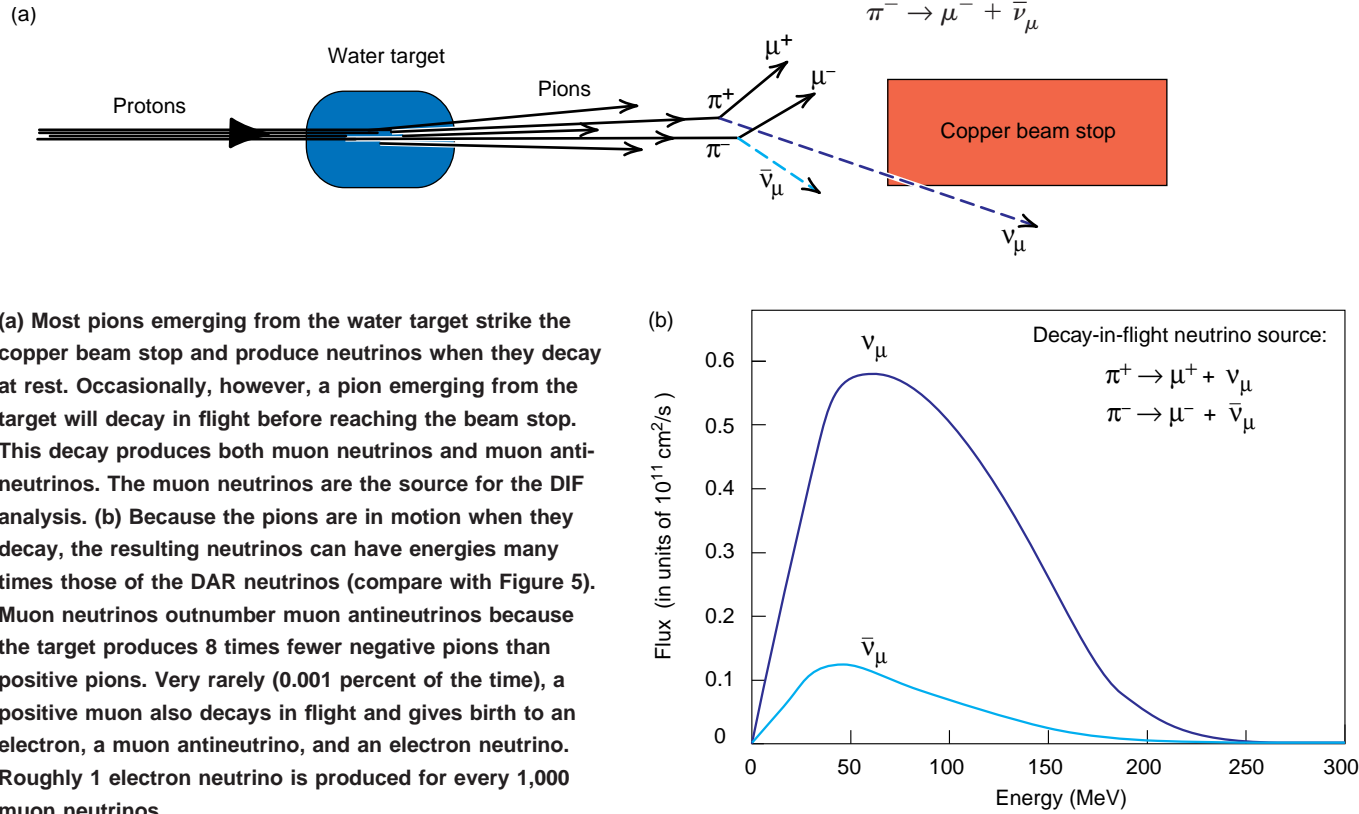 (a)
π⁻ → μ⁻ + ν̄_μ
Water target
Protons
Pions
π⁺
μ⁺
μ⁻
π⁻
ν̄_μ
ν_μ
Copper beam stop
(a) Most pions emerging from the water target strike the
copper beam stop and produce neutrinos when they decay
at rest. Occasionally, however, a pion emerging from the
target will decay in flight before reaching the beam stop.
This decay produces both muon neutrinos and muon anti-
neutrinos. The muon neutrinos are the source for the DIF
analysis. (b) Because the pions are in motion when they
decay, the resulting neutrinos can have energies many
times those of the DAR neutrinos (compare with Figure 5).
Muon neutrinos outnumber muon antineutrinos because
the target produces 8 times fewer negative pions than
positive pions. Very rarely (0.001 percent of the time), a
positive muon also decays in flight and gives birth to an
electron, a muon antineutrino, and an electron neutrino.
Roughly 1 electron neutrino is produced for every 1,000
muon neutrinos.
(b)
Decay-in-flight neutrino source:
π⁺ → μ⁺ + ν_μ
π⁻ → μ⁻ + ν̄_μ
ν_μ
ν̄_μ
Flux (in units of 10¹¹ cm²/s )
0.6
0.5
0.4
0.3
0.2
0.1
0
0 50 100 150 200 250 300
Energy (MeV)